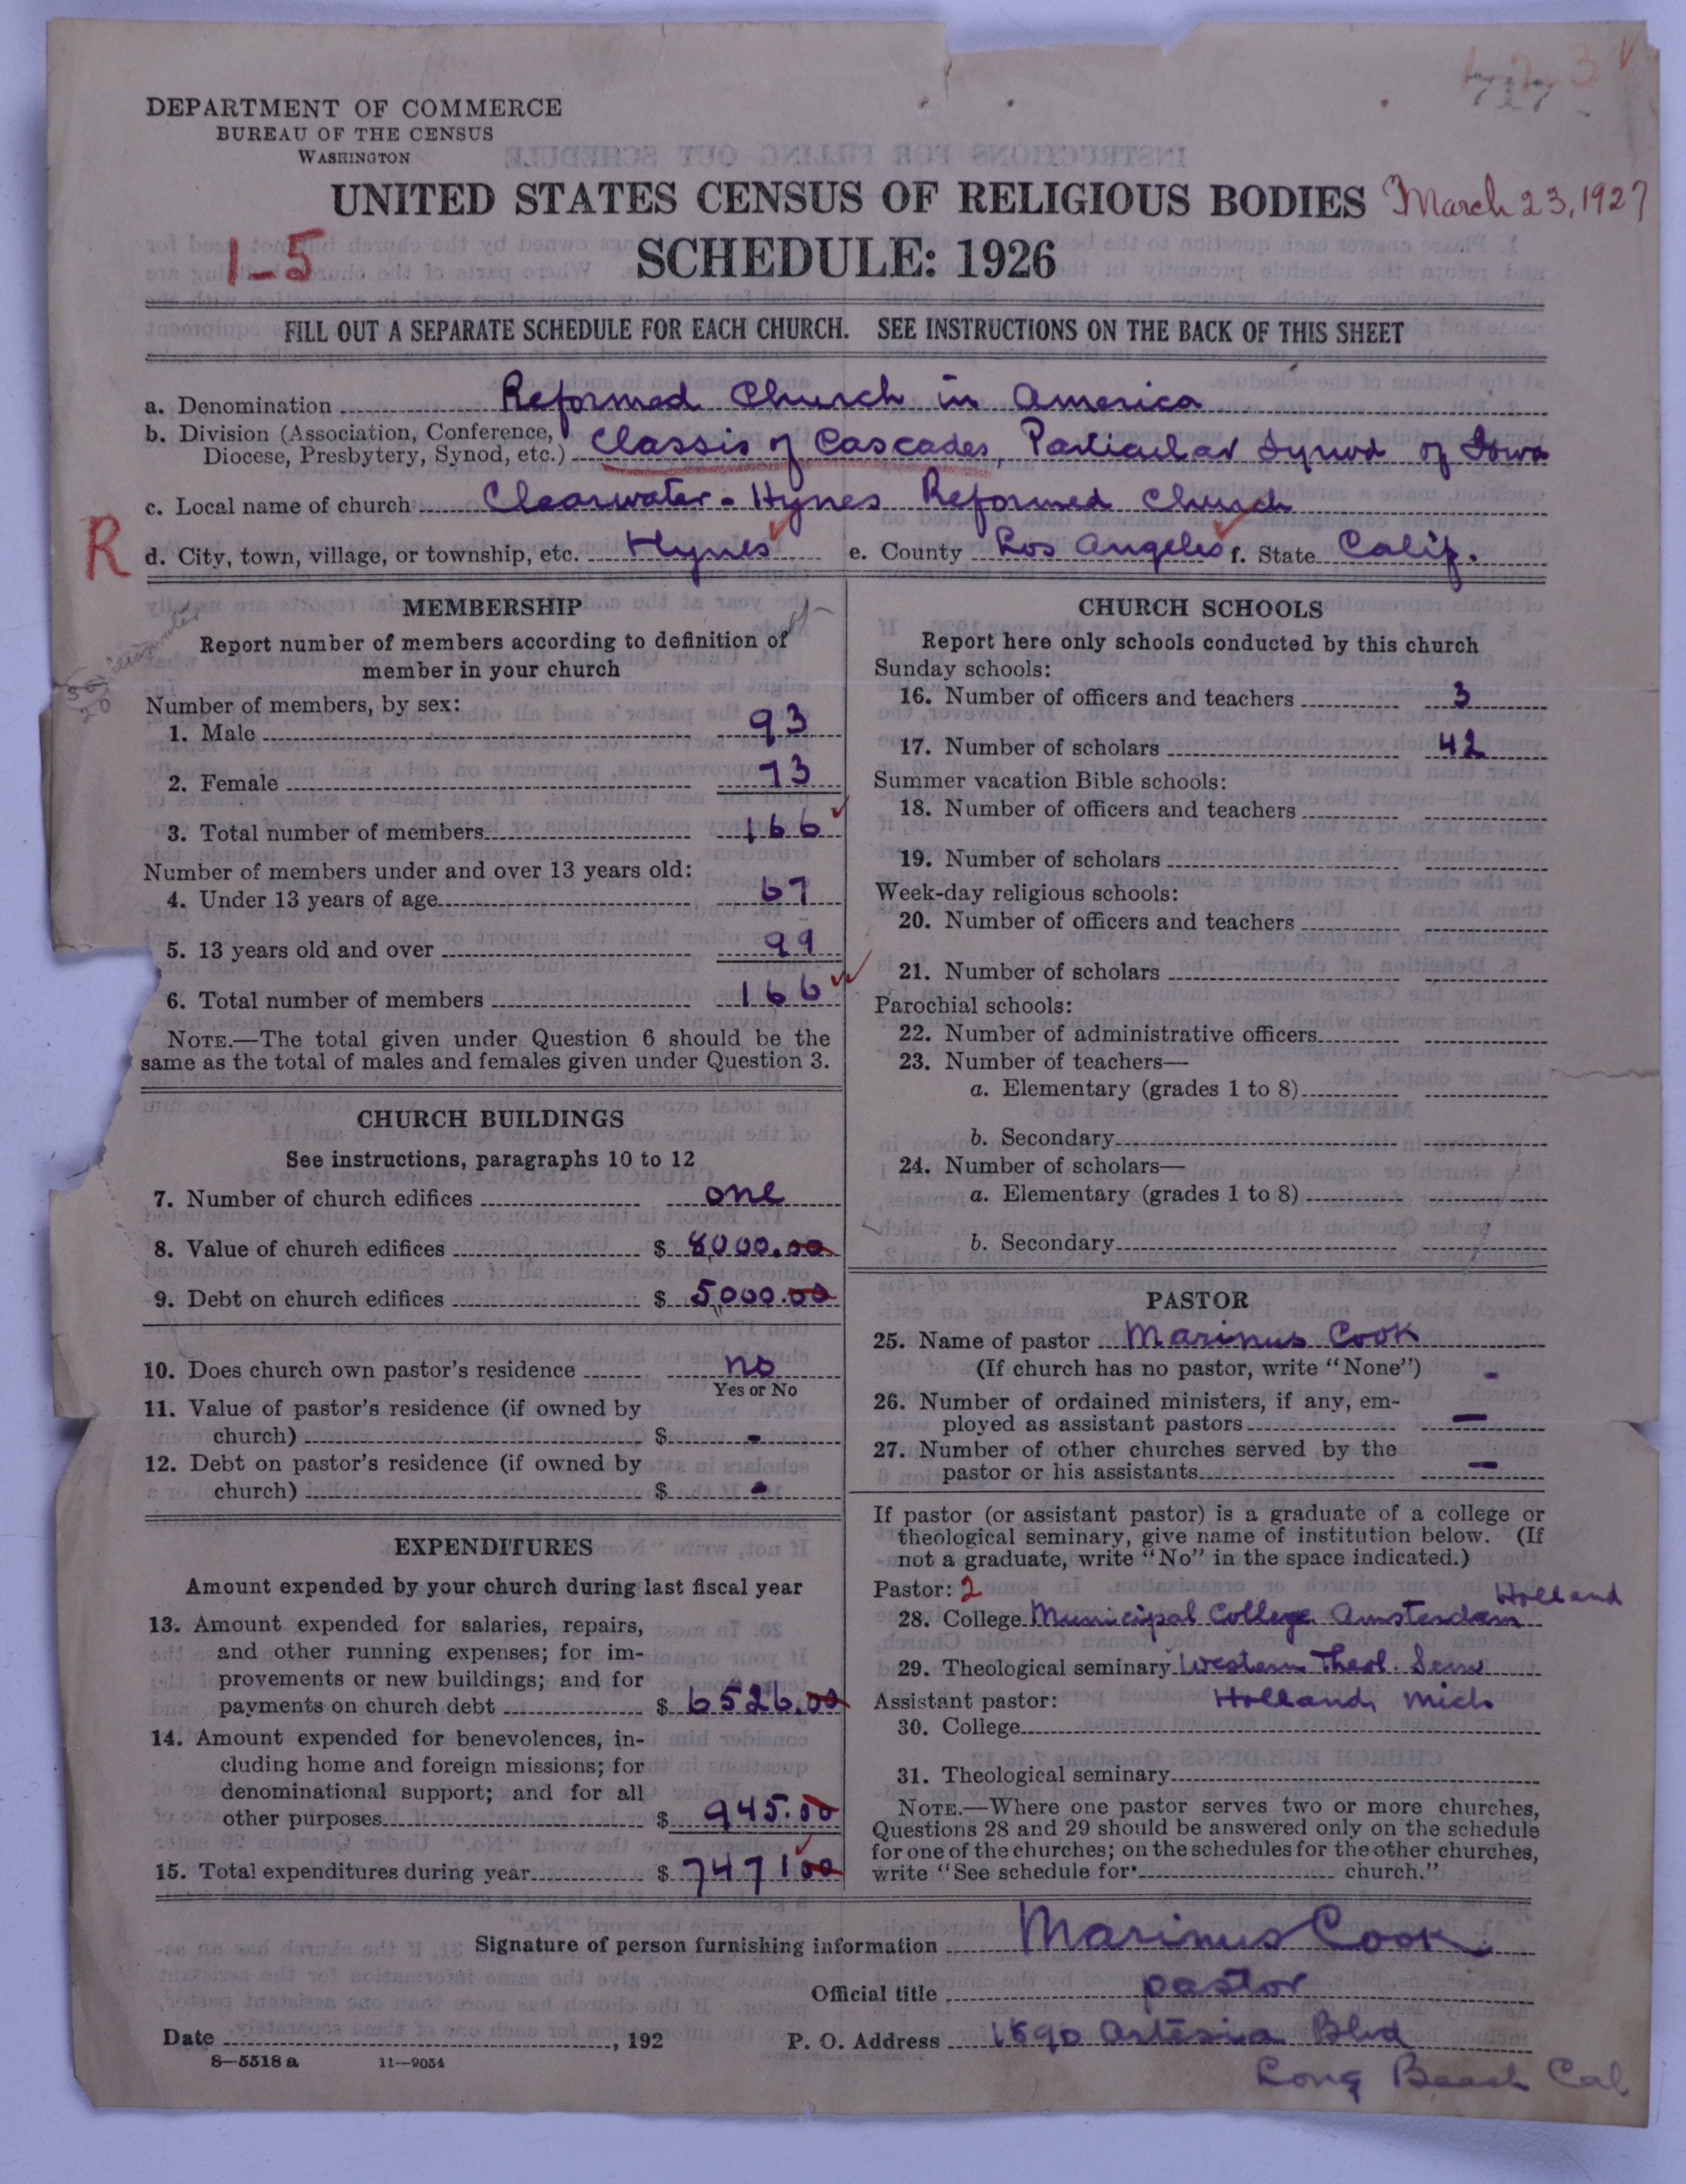 727
DEPARTMENT OF COMMERCE
BUREAU OF THE CENSUS
WASHINGTON
UNITED STATES CENSUS OF RELIGIOUS BODIES March 23, 1927
1-5
SCHEDULE: 1926
FILL OUT A SEPARATE SCHEDULE FOR EACH CHURCH. SEE INSTRUCTIONS ON THE BACK OF THIS SHEET
a. Denomination Reformed Church in America
b. Division (Association, Conference,
Diocese, Presbytery, Synod, etc.) Classis of Cascades, Particular Synod of Iowa
c. Local name of church Clearwater-Hynes Reformed Church
R
d. City, town, village, or township, etc. Hynes e. County Los Angeles f. State Calif.
MEMBERSHIP
Report number of members according to definition of
member in your church
Number of members, by sex:
1. Male 93
2. Female 73
3. Total number of members 166
Number of members under and over 13 years old:
4. Under 13 years of age 67
5. 13 years old and over 99
6. Total number of members 166
NOTE.—The total given under Question 6 should be the
same as the total of males and females given under Question 3.
CHURCH BUILDINGS
See instructions, paragraphs 10 to 12
7. Number of church edifices one
8. Value of church edifices $ 8000.00
9. Debt on church edifices $ 5000.00
10. Does church own pastor's residence no
Yes or No
11. Value of pastor's residence (if owned by
church) $ -
12. Debt on pastor's residence (if owned by
church) $ -
EXPENDITURES
Amount expended by your church during last fiscal year
13. Amount expended for salaries, repairs,
and other running expenses; for im-
provements or new buildings; and for
payments on church debt $ 6526.00
14. Amount expended for benevolences, in-
cluding home and foreign missions; for
denominational support; and for all
other purposes $ 945.00
15. Total expenditures during year $ 7471 00
CHURCH SCHOOLS
Report here only schools conducted by this church
Sunday schools:
16. Number of officers and teachers 3
17. Number of scholars 42
Summer vacation Bible schools:
18. Number of officers and teachers
19. Number of scholars
Week-day religious schools:
20. Number of officers and teachers
21. Number of scholars
Parochial schools:
22. Number of administrative officers
23. Number of teachers—
a. Elementary (grades 1 to 8)
b. Secondary
24. Number of scholars—
a. Elementary (grades 1 to 8)
b. Secondary
PASTOR
25. Name of pastor Marinus Cook
(If church has no pastor, write "None") -
26. Number of ordained ministers, if any, em-
ployed as assistant pastors —
27. Number of other churches served by the
pastor or his assistants —
If pastor (or assistant pastor) is a graduate of a college or
theological seminary, give name of institution below. (If
not a graduate, write "No" in the space indicated.)
Pastor: 2
Holland
28. College Municipal College Amsterdam
29. Theological seminary Western Theol. Sem
Assistant pastor: Holland, Mich
30. College
31. Theological seminary
NOTE.—Where one pastor serves two or more churches,
Questions 28 and 29 should be answered only on the schedule
for one of the churches; on the schedules for the other churches,
write "See schedule for church."
Signature of person furnishing information Marinus Cook
Official title pastor
Date , 192 P. O. Address 1890 Artesia Blvd
8—5518 a 11—9054
Long Beach Cal